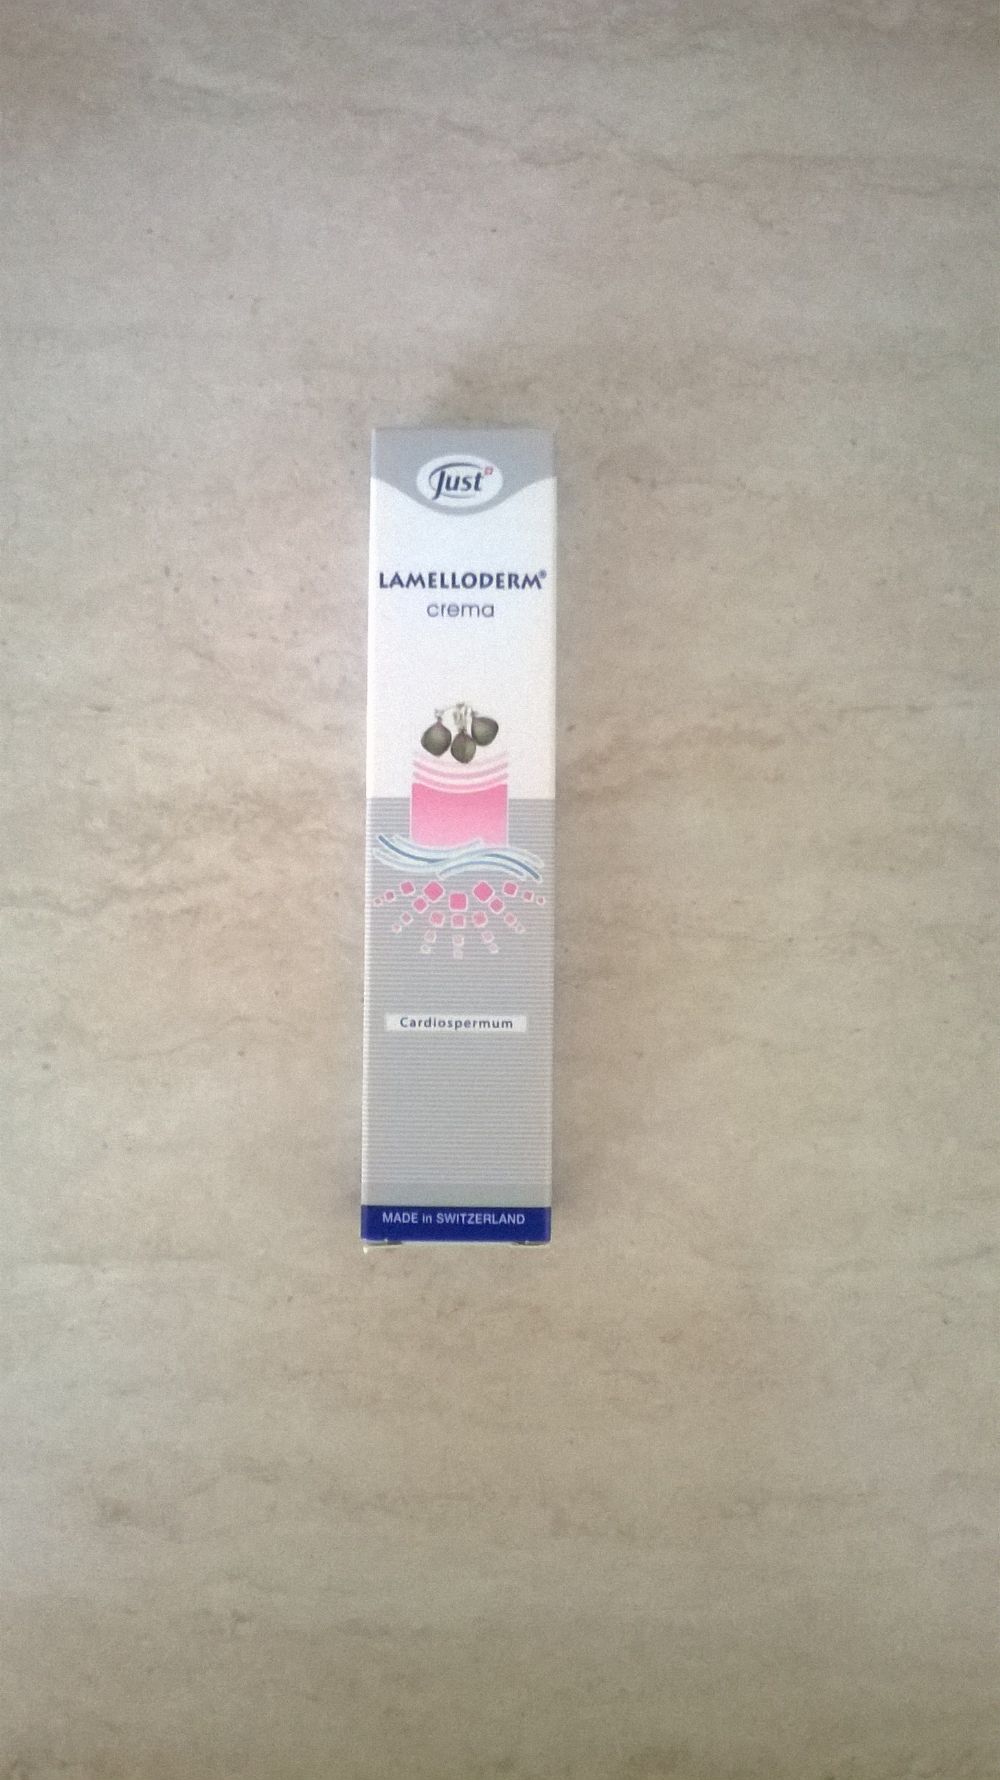 Just
LAMELLODERM®
crema
Cardiospermum
MADE in SWITZERLAND